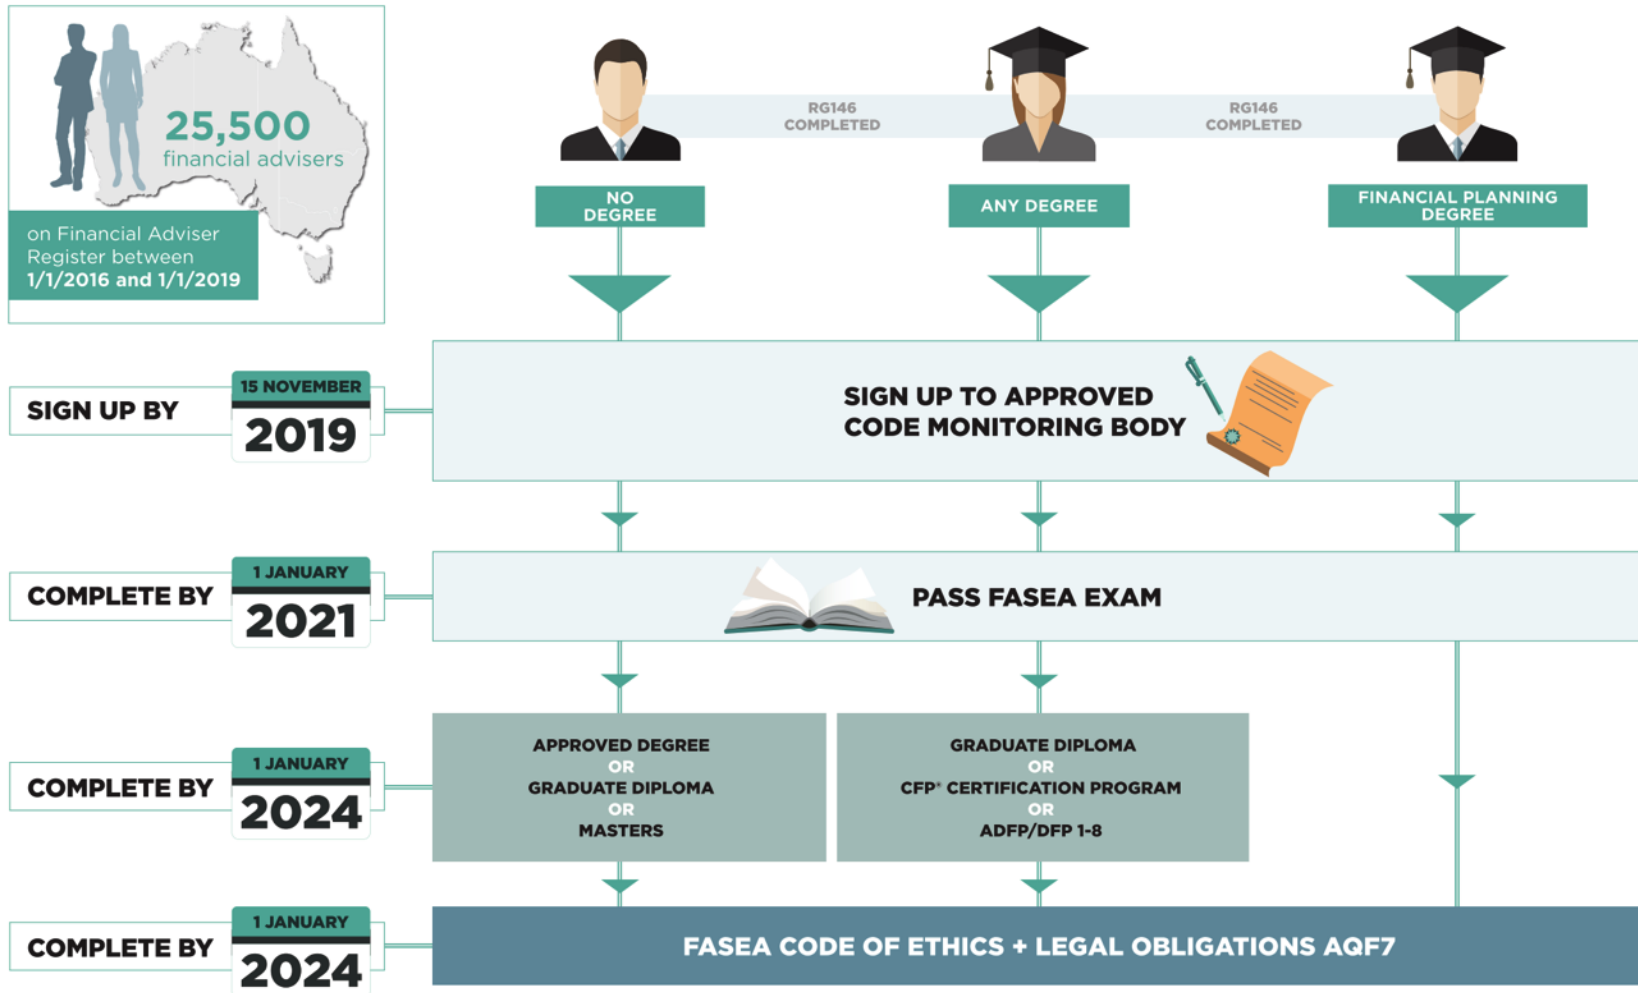 25,500
financial advisers
on Financial Adviser
Register between
1/1/2016 and 1/1/2019
RG146
COMPLETED
RG146
COMPLETED
NO
DEGREE
ANY DEGREE
FINANCIAL PLANNING
DEGREE
SIGN UP BY
15 NOVEMBER
2019
SIGN UP TO APPROVED
CODE MONITORING BODY
COMPLETE BY
1 JANUARY
2021
PASS FASEA EXAM
COMPLETE BY
1 JANUARY
2024
APPROVED DEGREE
OR
GRADUATE DIPLOMA
OR
MASTERS
GRADUATE DIPLOMA
OR
CFP® CERTIFICATION PROGRAM
OR
ADFP/DFP 1-8
COMPLETE BY
1 JANUARY
2024
FASEA CODE OF ETHICS + LEGAL OBLIGATIONS AQF7